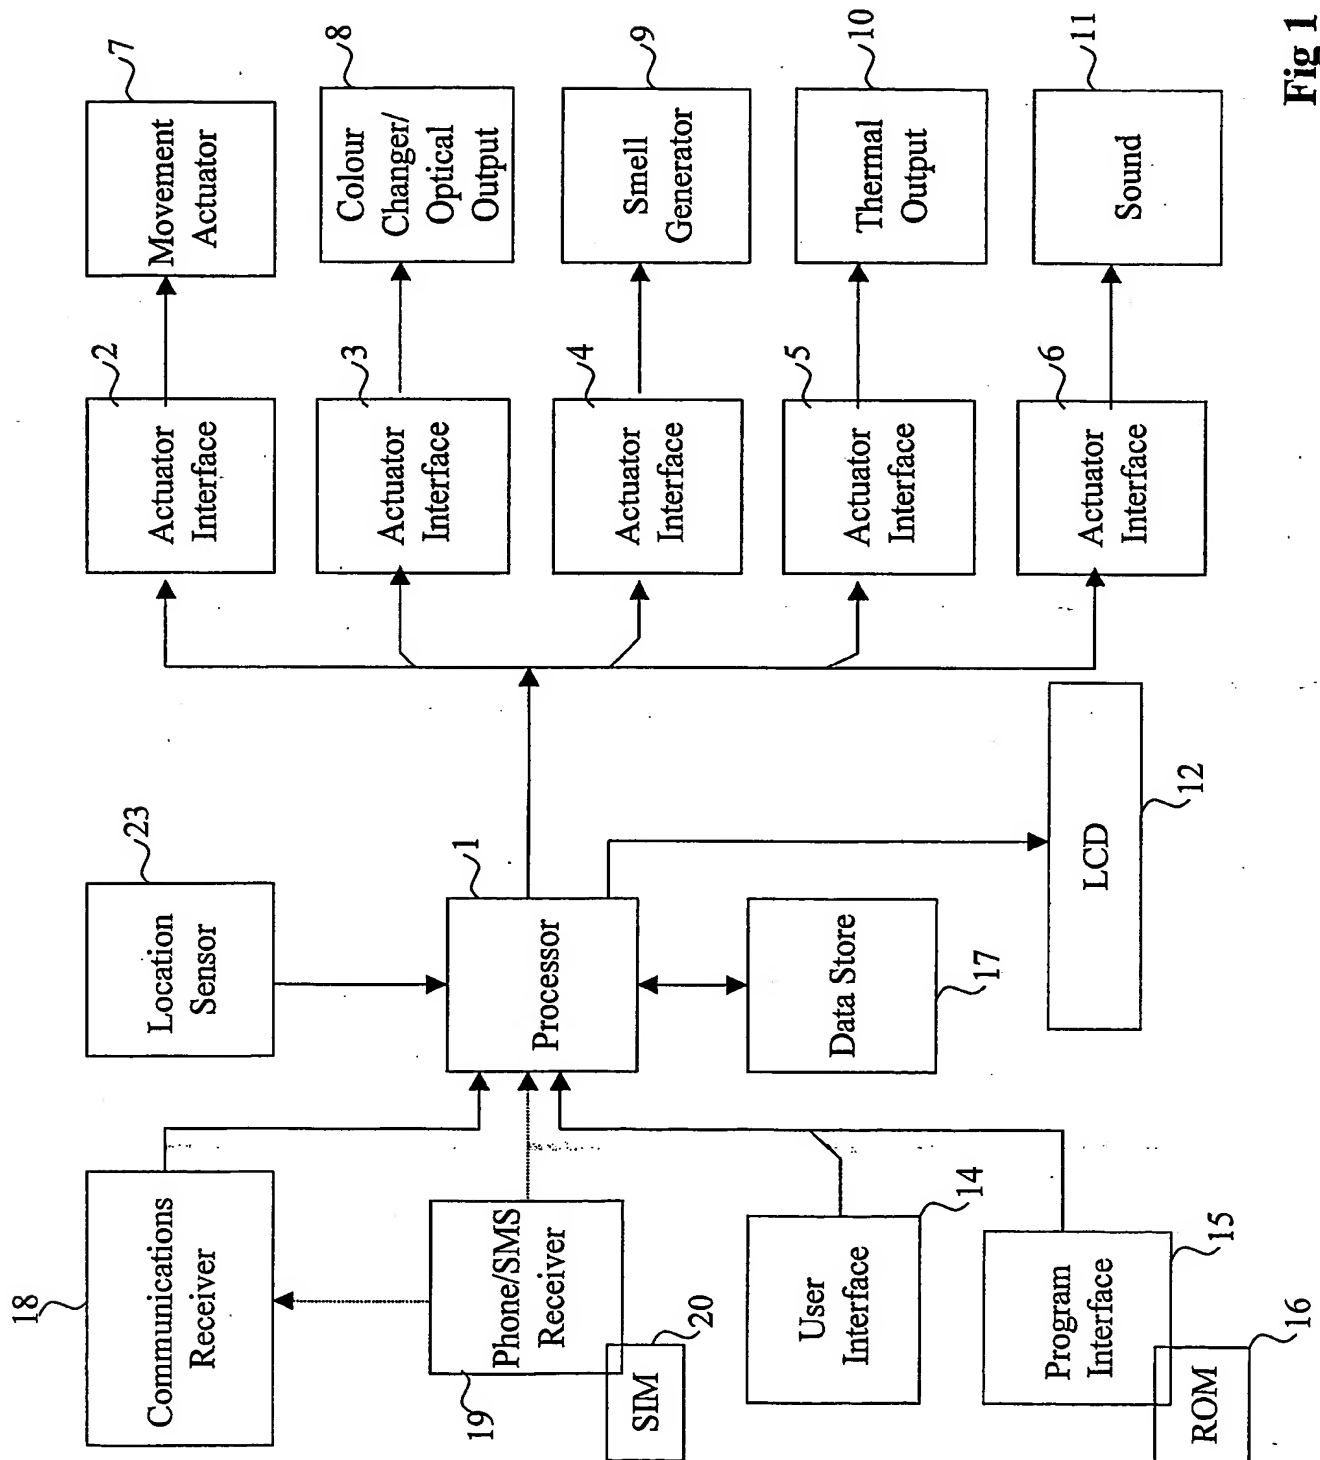 18
Communications
Receiver
19
Phone/SMS
Receiver
SIM
20
User
Interface
14
Program
Interface
15
ROM
16
23
Location
Sensor
1
Processor
Data Store
17
LCD
12
2
Actuator
Interface
3
Actuator
Interface
4
Actuator
Interface
5
Actuator
Interface
6
Actuator
Interface
7
Movement
Actuator
8
Colour
Changer/
Optical
Output
9
Smell
Generator
10
Thermal
Output
11
Sound
Fig 1